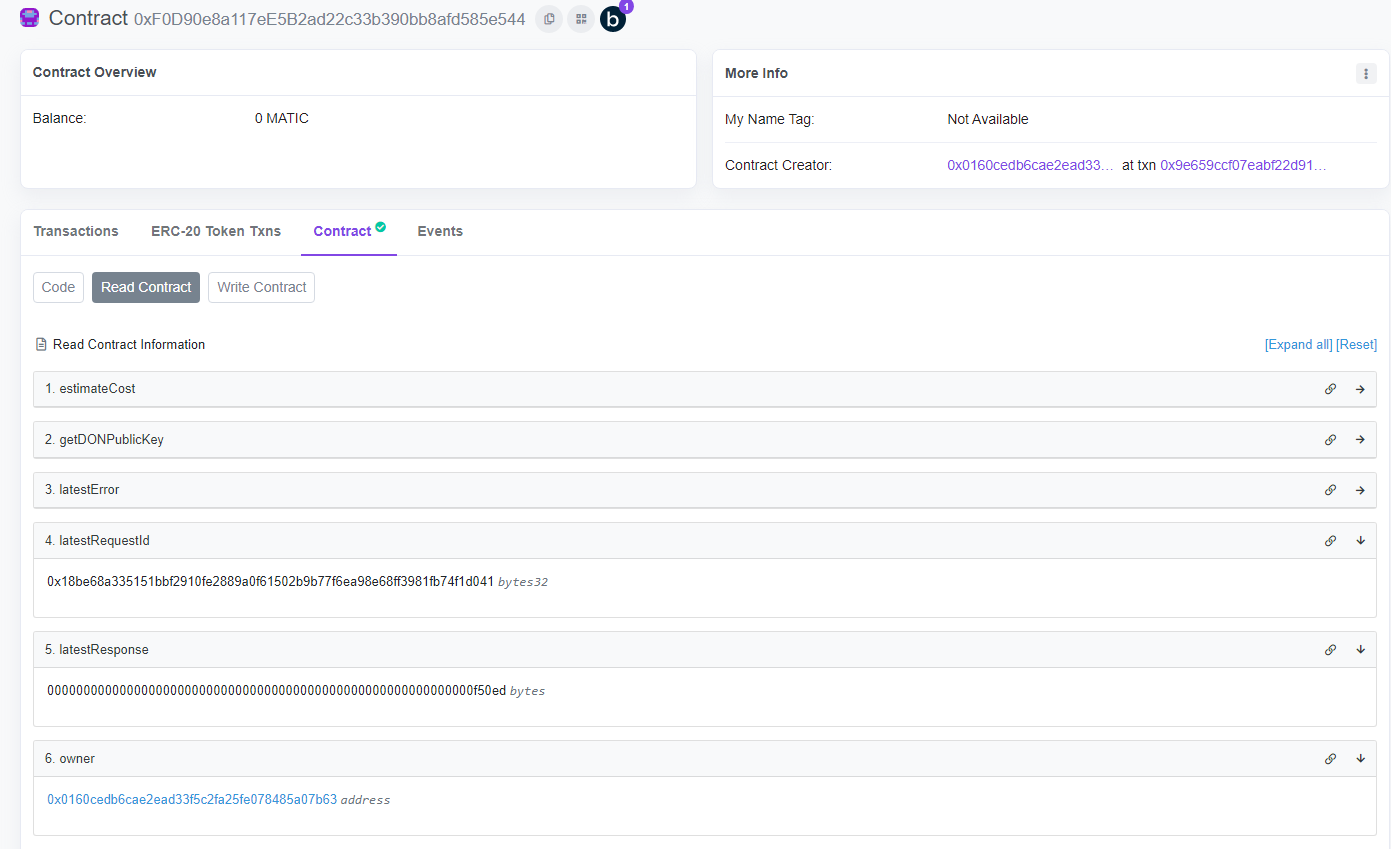 Contract 0xF0D90e8a117eE5B2ad22c33b390bb8afd585e544 b 1
Contract Overview
Balance: 0 MATIC
More Info
My Name Tag: Not Available
Contract Creator: 0x0160cedb6cae2ead33... at txn 0x9e659ccf07eabf22d91...
Transactions ERC-20 Token Txns Contract Events
Code Read Contract Write Contract
Read Contract Information [Expand all] [Reset]
1. estimateCost
2. getDONPublicKey
3. latestError
4. latestRequestId
0x18be68a335151bbf2910fe2889a0f61502b9b77f6ea98e68ff3981fb74f1d041 bytes32
5. latestResponse
00000000000000000000000000000000000000000000000000000000000f50ed bytes
6. owner
0x0160cedb6cae2ead33f5c2fa25fe078485a07b63 address